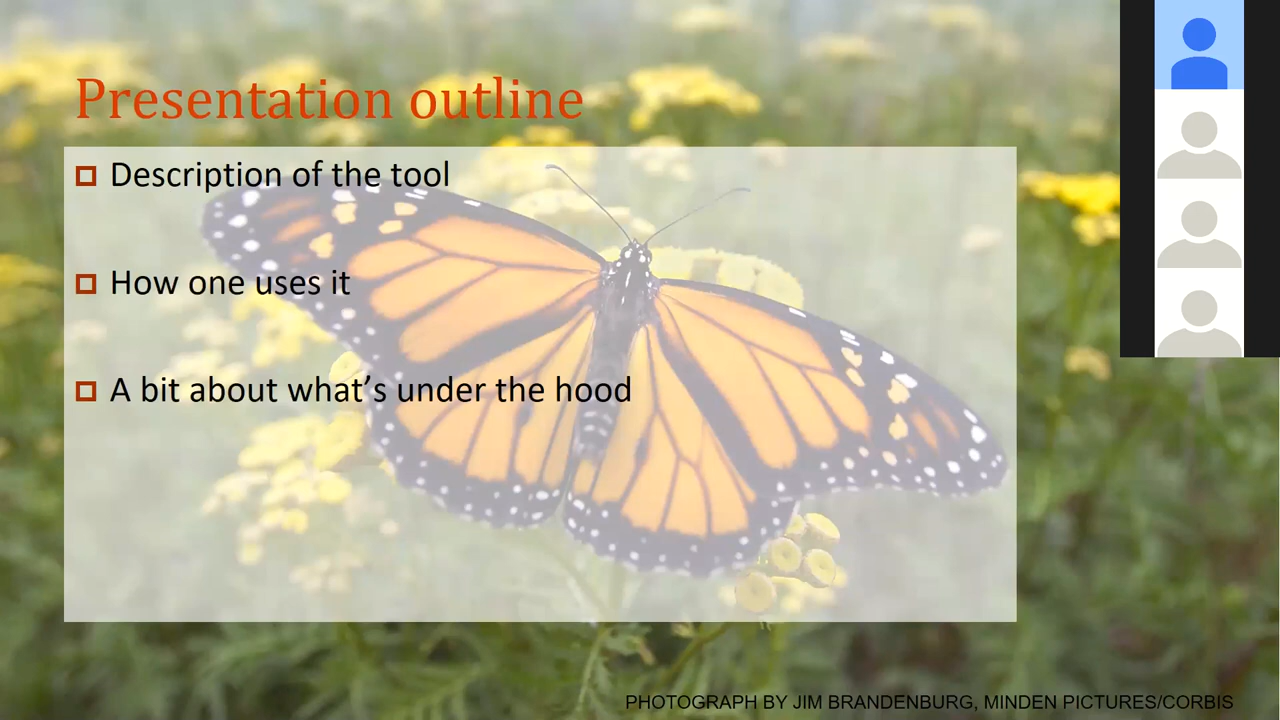 Presentation outline
Description of the tool
How one uses it
A bit about what’s under the hood
PHOTOGRAPH BY JIM BRANDENBURG, MINDEN PICTURES/CORBIS